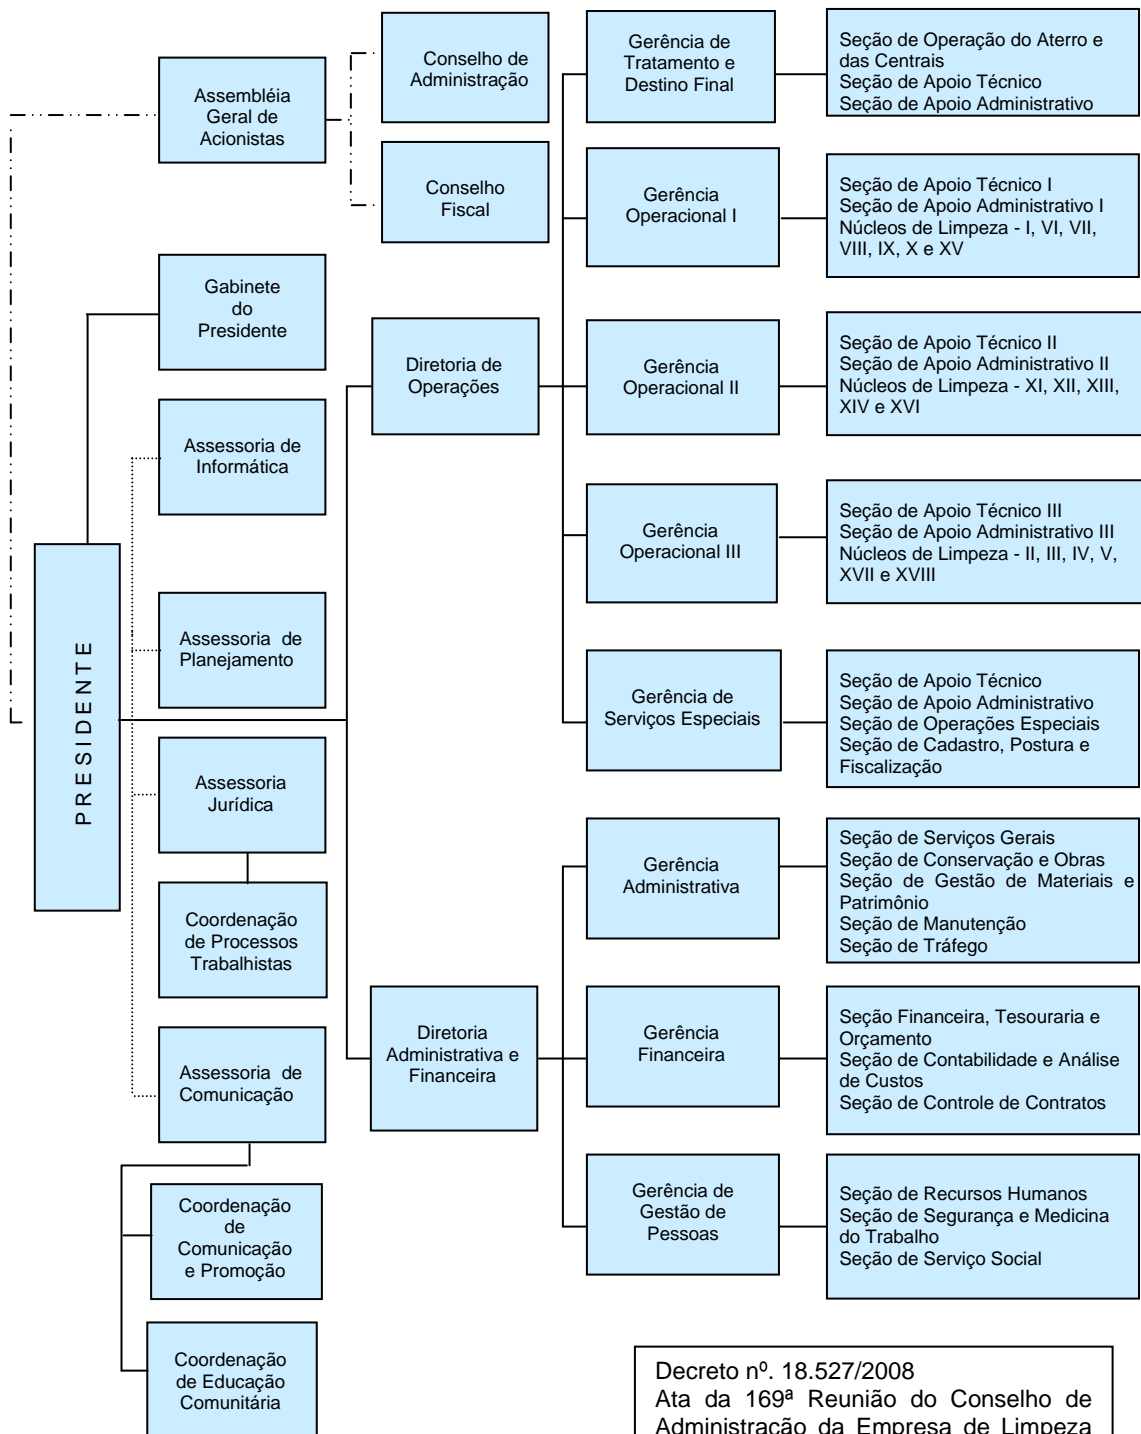 Assembléia
Geral de
Acionistas
Conselho de
Administração
Conselho
Fiscal
Gabinete
do
Presidente
Assessoria de
Informática
Assessoria de
Planejamento
PRESIDENTE
Assessoria
Jurídica
Coordenação
de Processos
Trabalhistas
Assessoria de
Comunicação
Coordenação
de
Comunicação
e Promoção
Coordenação
de Educação
Comunitária
Diretoria de
Operações
Gerência de
Tratamento e
Destino Final
Seção de Operação do Aterro e
das Centrais
Seção de Apoio Técnico
Seção de Apoio Administrativo
Gerência
Operacional I
Seção de Apoio Técnico I
Seção de Apoio Administrativo I
Núcleos de Limpeza - I, VI, VII,
VIII, IX, X e XV
Gerência
Operacional II
Seção de Apoio Técnico II
Seção de Apoio Administrativo II
Núcleos de Limpeza - XI, XII, XIII,
XIV e XVI
Gerência
Operacional III
Seção de Apoio Técnico III
Seção de Apoio Administrativo III
Núcleos de Limpeza - II, III, IV, V,
XVII e XVIII
Gerência de
Serviços Especiais
Seção de Apoio Técnico
Seção de Apoio Administrativo
Seção de Operações Especiais
Seção de Cadastro, Postura e
Fiscalização
Diretoria
Administrativa e
Financeira
Gerência
Administrativa
Seção de Serviços Gerais
Seção de Conservação e Obras
Seção de Gestão de Materiais e
Patrimônio
Seção de Manutenção
Seção de Tráfego
Gerência
Financeira
Seção Financeira, Tesouraria e
Orçamento
Seção de Contabilidade e Análise
de Custos
Seção de Controle de Contratos
Gerência de
Gestão de
Pessoas
Seção de Recursos Humanos
Seção de Segurança e Medicina
do Trabalho
Seção de Serviço Social
Decreto nº. 18.527/2008
Ata da 169ª Reunião do Conselho de
Administração da Empresa de Limpeza